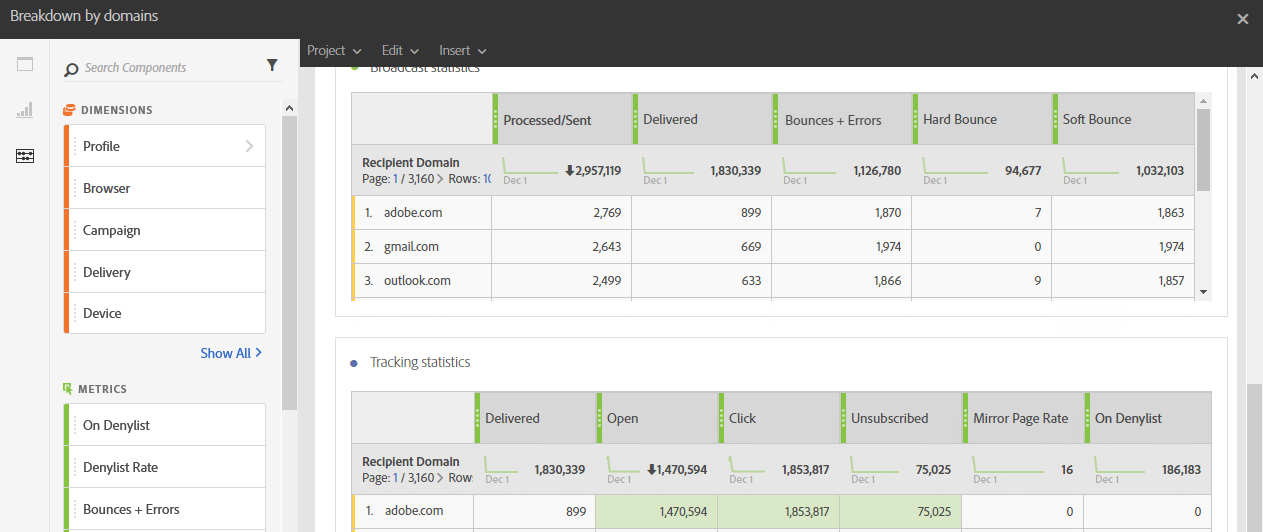 Breakdown by domains
Project Edit Insert
Search Components
DIMENSIONS
Profile
Browser
Campaign
Delivery
Device
Show All
METRICS
On Denylist
Denylist Rate
Bounces + Errors
Broadcast statistics
Processed/Sent Delivered Bounces + Errors Hard Bounce Soft Bounce
Recipient Domain
Page: 1 / 3,160 Rows: 10
Dec 1 2,957,119 Dec 1 1,830,339 Dec 1 1,126,780 Dec 1 94,677 Dec 1 1,032,103
1. adobe.com 2,769 899 1,870 7 1,863
2. gmail.com 2,643 669 1,974 0 1,974
3. outlook.com 2,499 633 1,866 9 1,857
Tracking statistics
Delivered Open Click Unsubscribed Mirror Page Rate On Denylist
Recipient Domain
Page: 1 / 3,160 Row
Dec 1 1,830,339 Dec 1 1,470,594 Dec 1 1,853,817 Dec 1 75,025 Dec 1 16 Dec 1 186,183
1. adobe.com 899 1,470,594 1,853,817 75,025 0 0